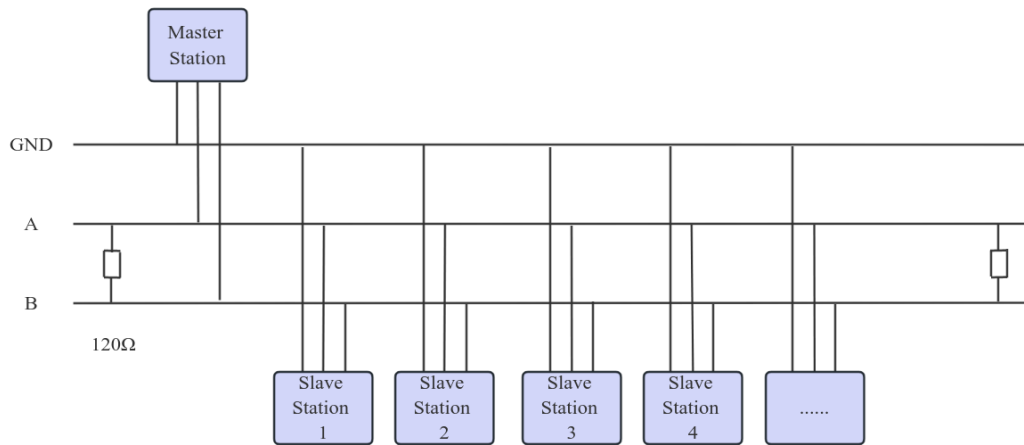 Master
Station
GND
A
B
120Ω
Slave
Station
1
Slave
Station
2
Slave
Station
3
Slave
Station
4
......